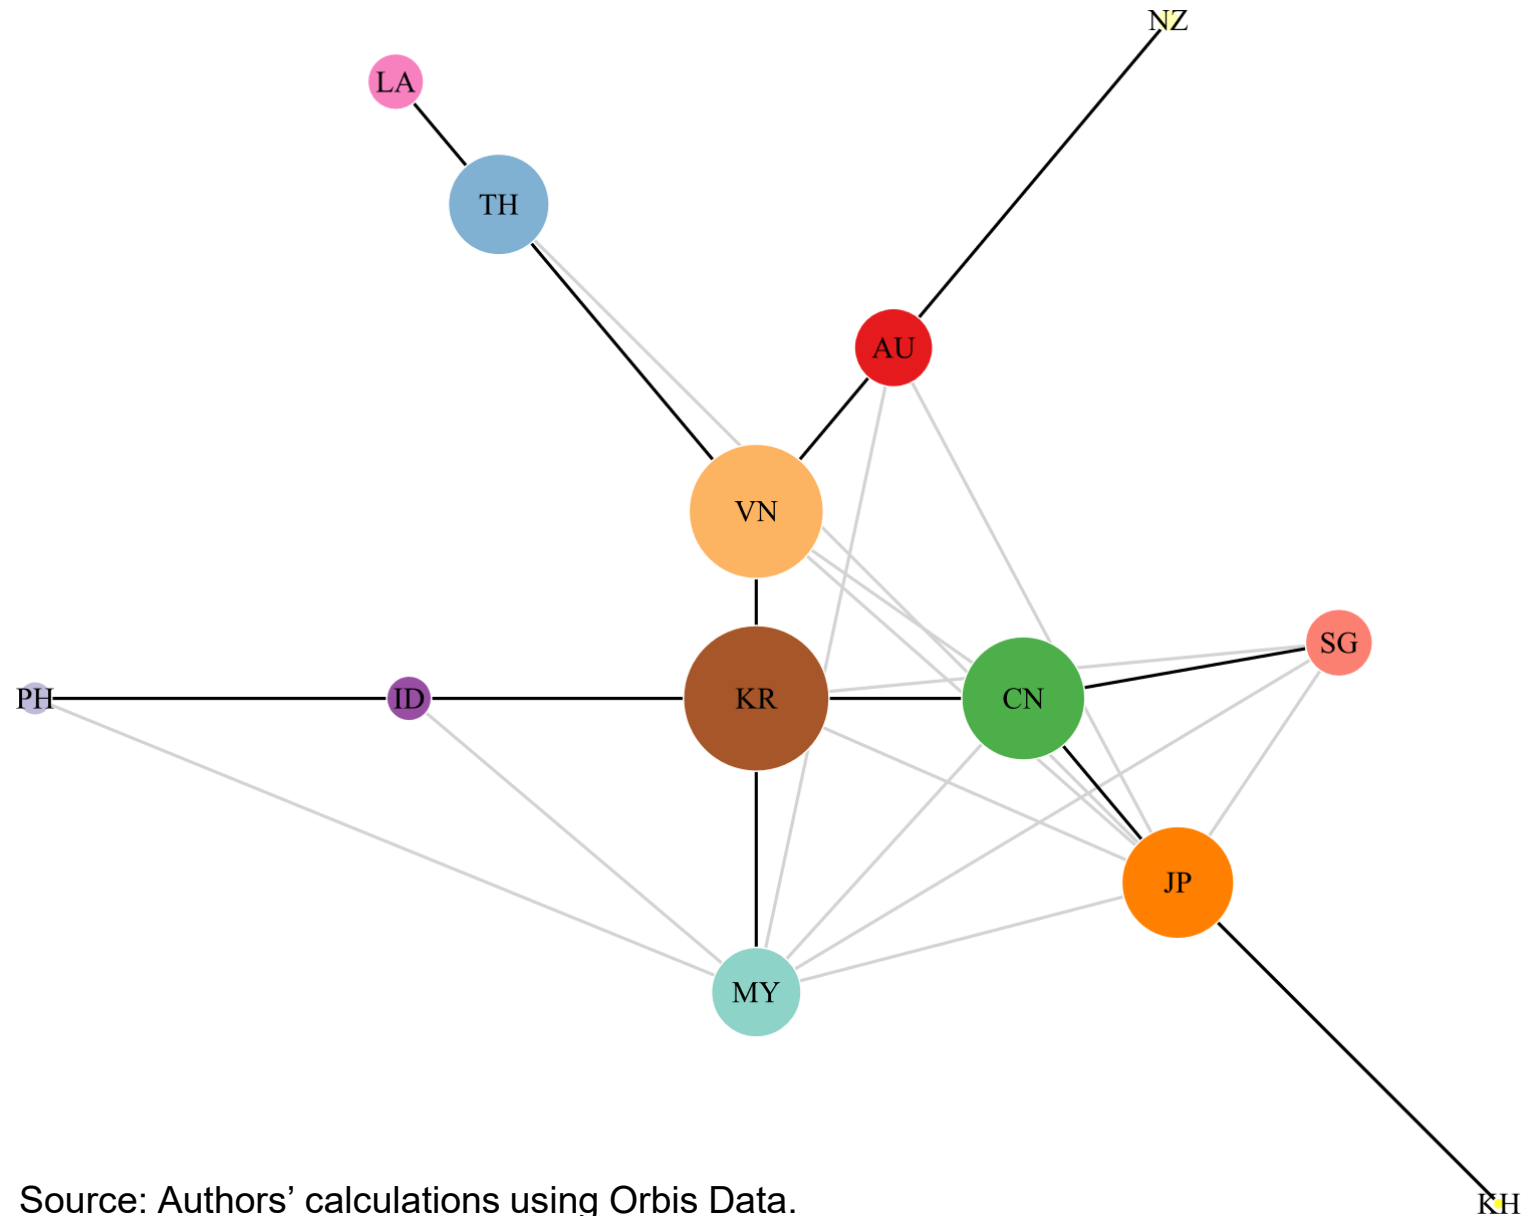 NZ
LA
TH
AU
VN
SG
PH
ID
KR
CN
JP
MY
Source: Authors’ calculations using Orbis Data.
KH